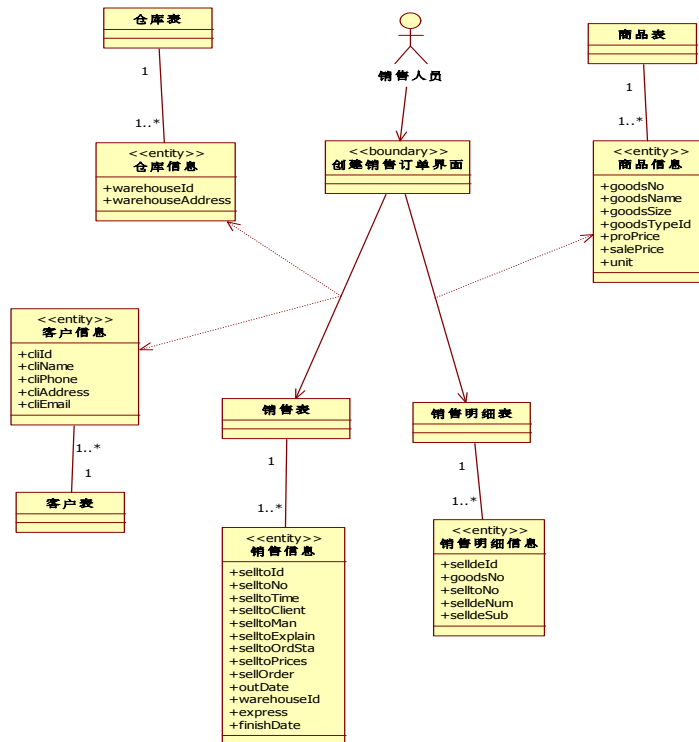 仓库表
1
1..*
<<entity>>
仓库信息
+warehouseId
+warehouseAddress
销售人员
<<boundary>>
创建销售订单界面
商品表
1
1..*
<<entity>>
商品信息
+goodsNo
+goodsName
+goodsSize
+goodsTypeId
+proPrice
+salePrice
+unit
<<entity>>
客户信息
+cliId
+cliName
+cliPhone
+cliAddress
+cliEmail
1..*
1
客户表
销售表
1
1..*
<<entity>>
销售信息
+selltoId
+selltoNo
+selltoTime
+selltoClient
+selltoMan
+selltoExplain
+selltoOrdSta
+selltoPrices
+sellOrder
+outDate
+warehouseId
+express
+finishDate
销售明细表
1
1..*
<<entity>>
销售明细信息
+selldeId
+goodsNo
+selltoNo
+selldeNum
+selldeSub